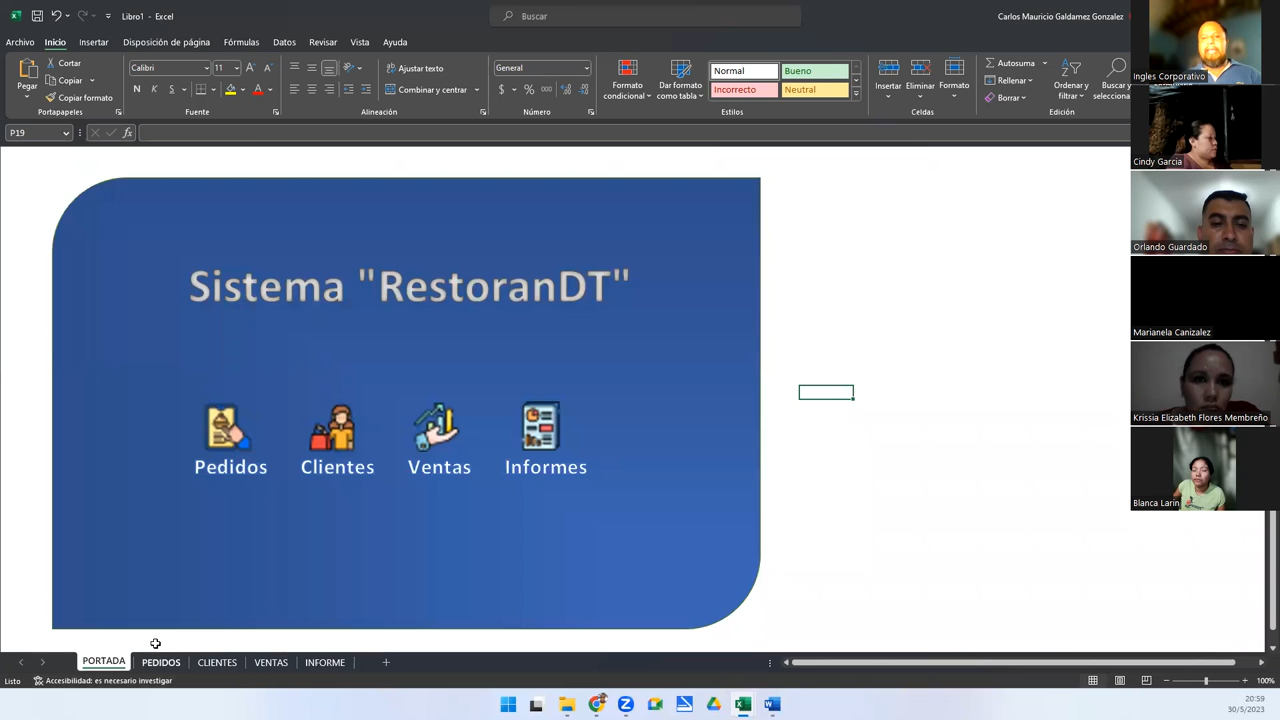 Libro1 - Excel
Buscar
Carlos Mauricio Galdamez Gonzalez
Archivo Inicio Insertar Disposición de página Fórmulas Datos Revisar Vista Ayuda
Pegar
Cortar
Copiar
Copiar formato
Portapapeles
Calibri 11
N K S
Fuente
Ajustar texto
Combinar y centrar
Alineación
General
$ % 000
Número
Formato condicional
Dar formato como tabla
Normal Bueno
Incorrecto Neutral
Estilos
Insertar Eliminar Formato
Celdas
Autosuma
Rellenar
Borrar
Ordenar y filtrar
Buscar y
Edición
P19
fx
Sistema "RestoranDT"
Pedidos Clientes Ventas Informes
Ingles Corporativo
Cindy Garcia
Orlando Guardado
Marianela Canizalez
Krissia Elizabeth Flores Membreño
Blanca Larin
PORTADA PEDIDOS CLIENTES VENTAS INFORME
Listo
Accesibilidad: es necesario investigar
100%
20:59
30/5/2023